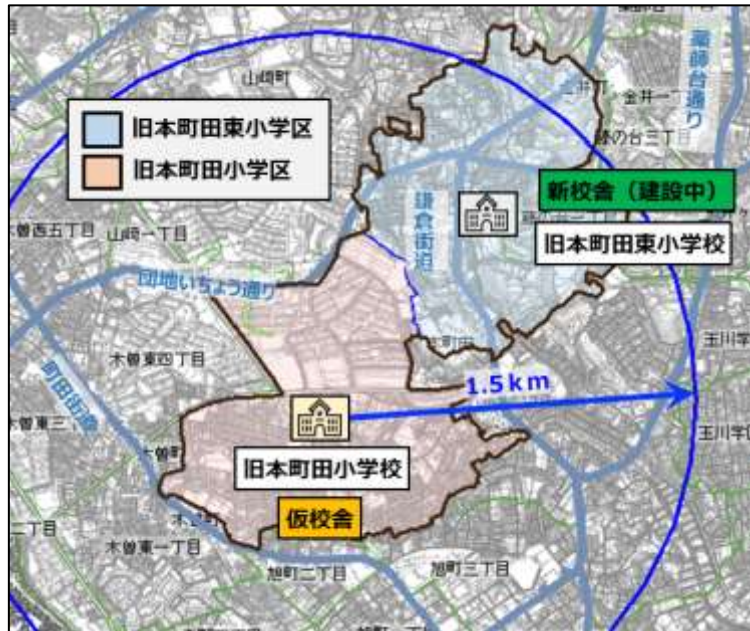 山崎町
薬師台通り
金井一丁
旧本町田東小学区
旧本町田小学区
新校舎（建設中）
鎌倉街道
旧本町田東小学校
木曽西五丁目
山崎一丁目
団地いちょう通り
木曽東四丁目
町田街道
1.5km
玉川学
旧本町田小学校
玉川学
仮校舎
木曽東一丁目
旭町二丁目
旭町三丁目
二丁目